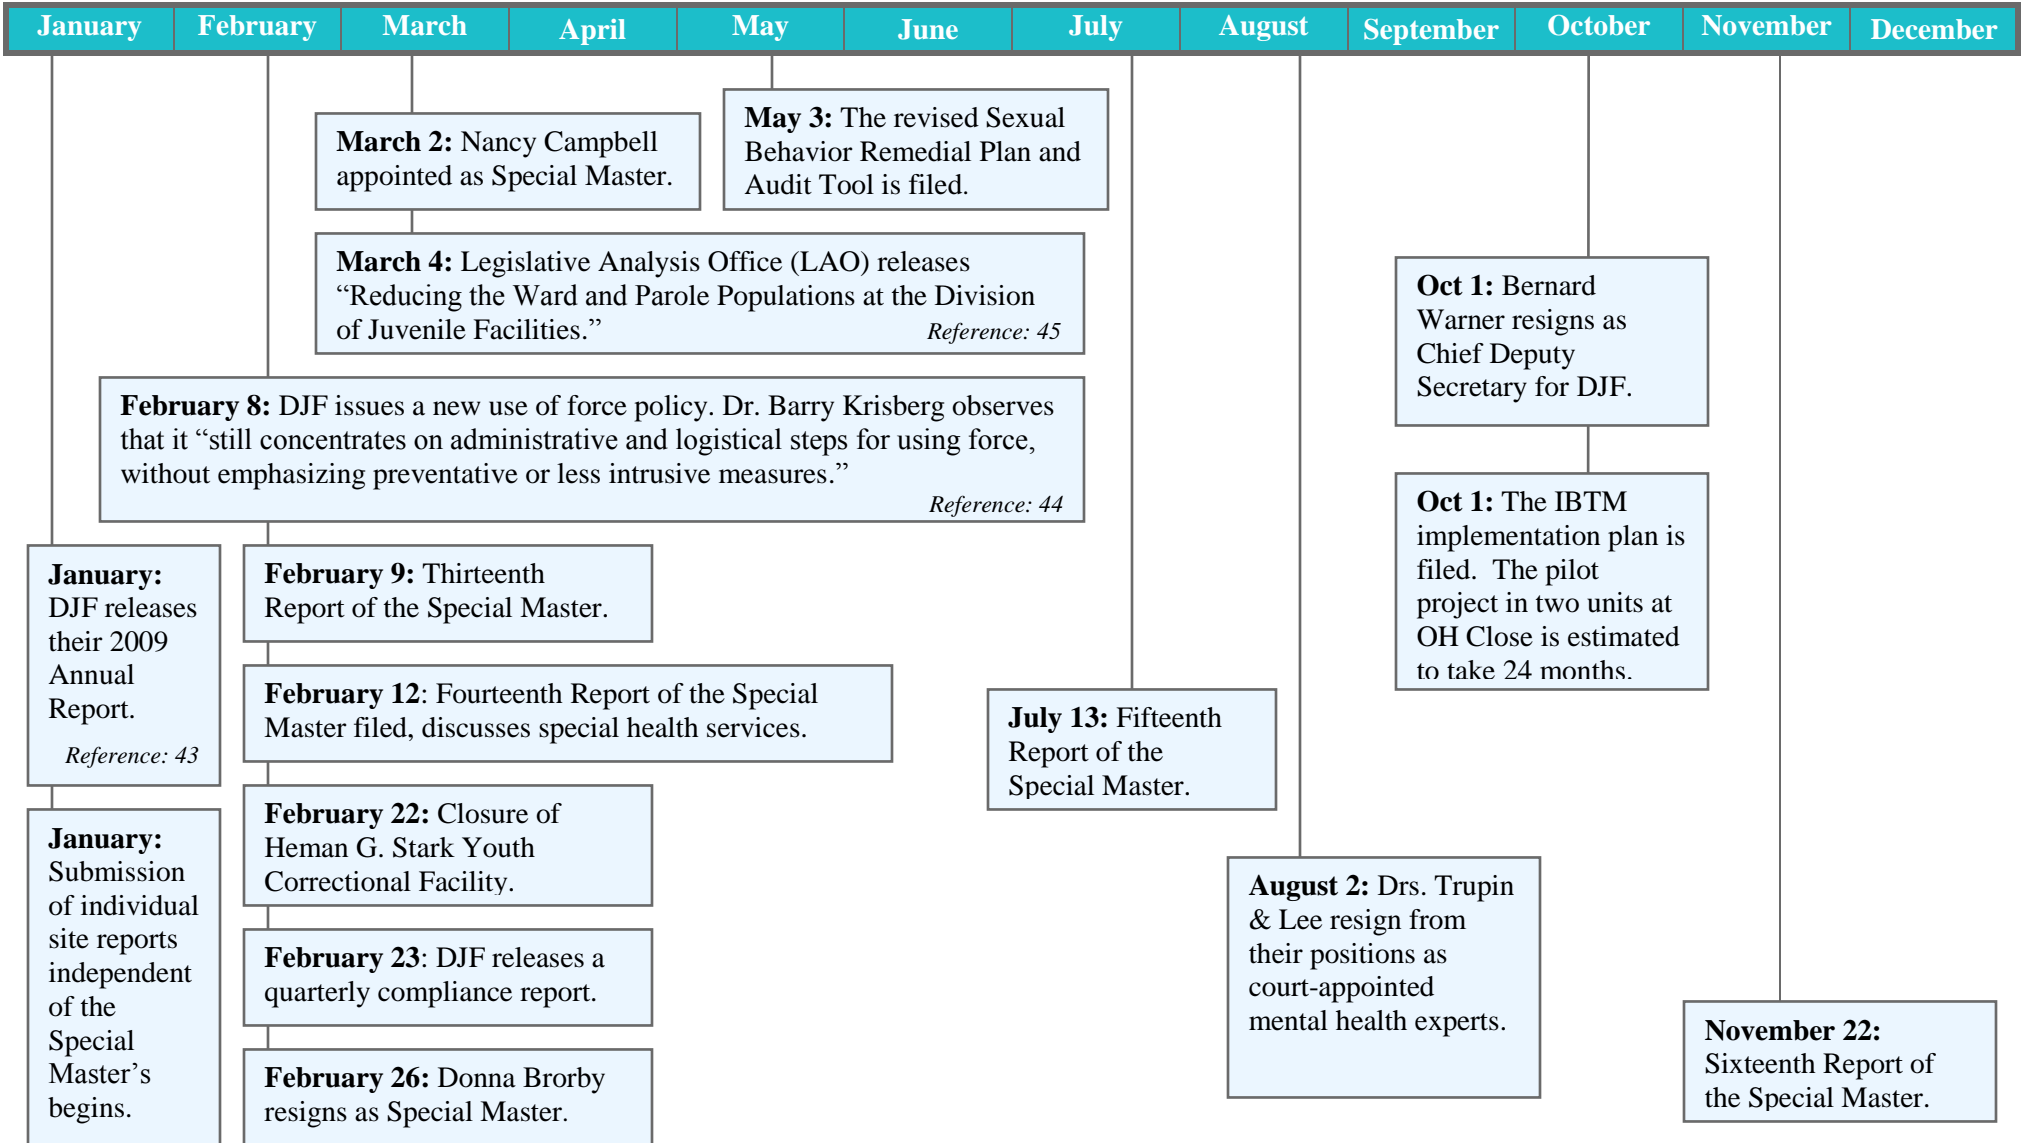 January February March April May June July August September October November December
March 2: Nancy Campbell
appointed as Special Master.
May 3: The revised Sexual
Behavior Remedial Plan and
Audit Tool is filed.
March 4: Legislative Analysis Office (LAO) releases
“Reducing the Ward and Parole Populations at the Division
of Juvenile Facilities.” Reference: 45
Oct 1: Bernard
Warner resigns as
Chief Deputy
Secretary for DJF.
February 8: DJF issues a new use of force policy. Dr. Barry Krisberg observes
that it “still concentrates on administrative and logistical steps for using force,
without emphasizing preventative or less intrusive measures.”
Reference: 44
Oct 1: The IBTM
implementation plan is
filed. The pilot
project in two units at
OH Close is estimated
to take 24 months.
January:
DJF releases
their 2009
Annual
Report.
Reference: 43
February 9: Thirteenth
Report of the Special Master.
February 12: Fourteenth Report of the Special
Master filed, discusses special health services.
July 13: Fifteenth
Report of the
Special Master.
January:
Submission
of individual
site reports
independent
of the
Special
Master’s
begins.
February 22: Closure of
Heman G. Stark Youth
Correctional Facility.
August 2: Drs. Trupin
& Lee resign from
their positions as
court-appointed
mental health experts.
February 23: DJF releases a
quarterly compliance report.
November 22:
Sixteenth Report of
the Special Master.
February 26: Donna Brorby
resigns as Special Master.